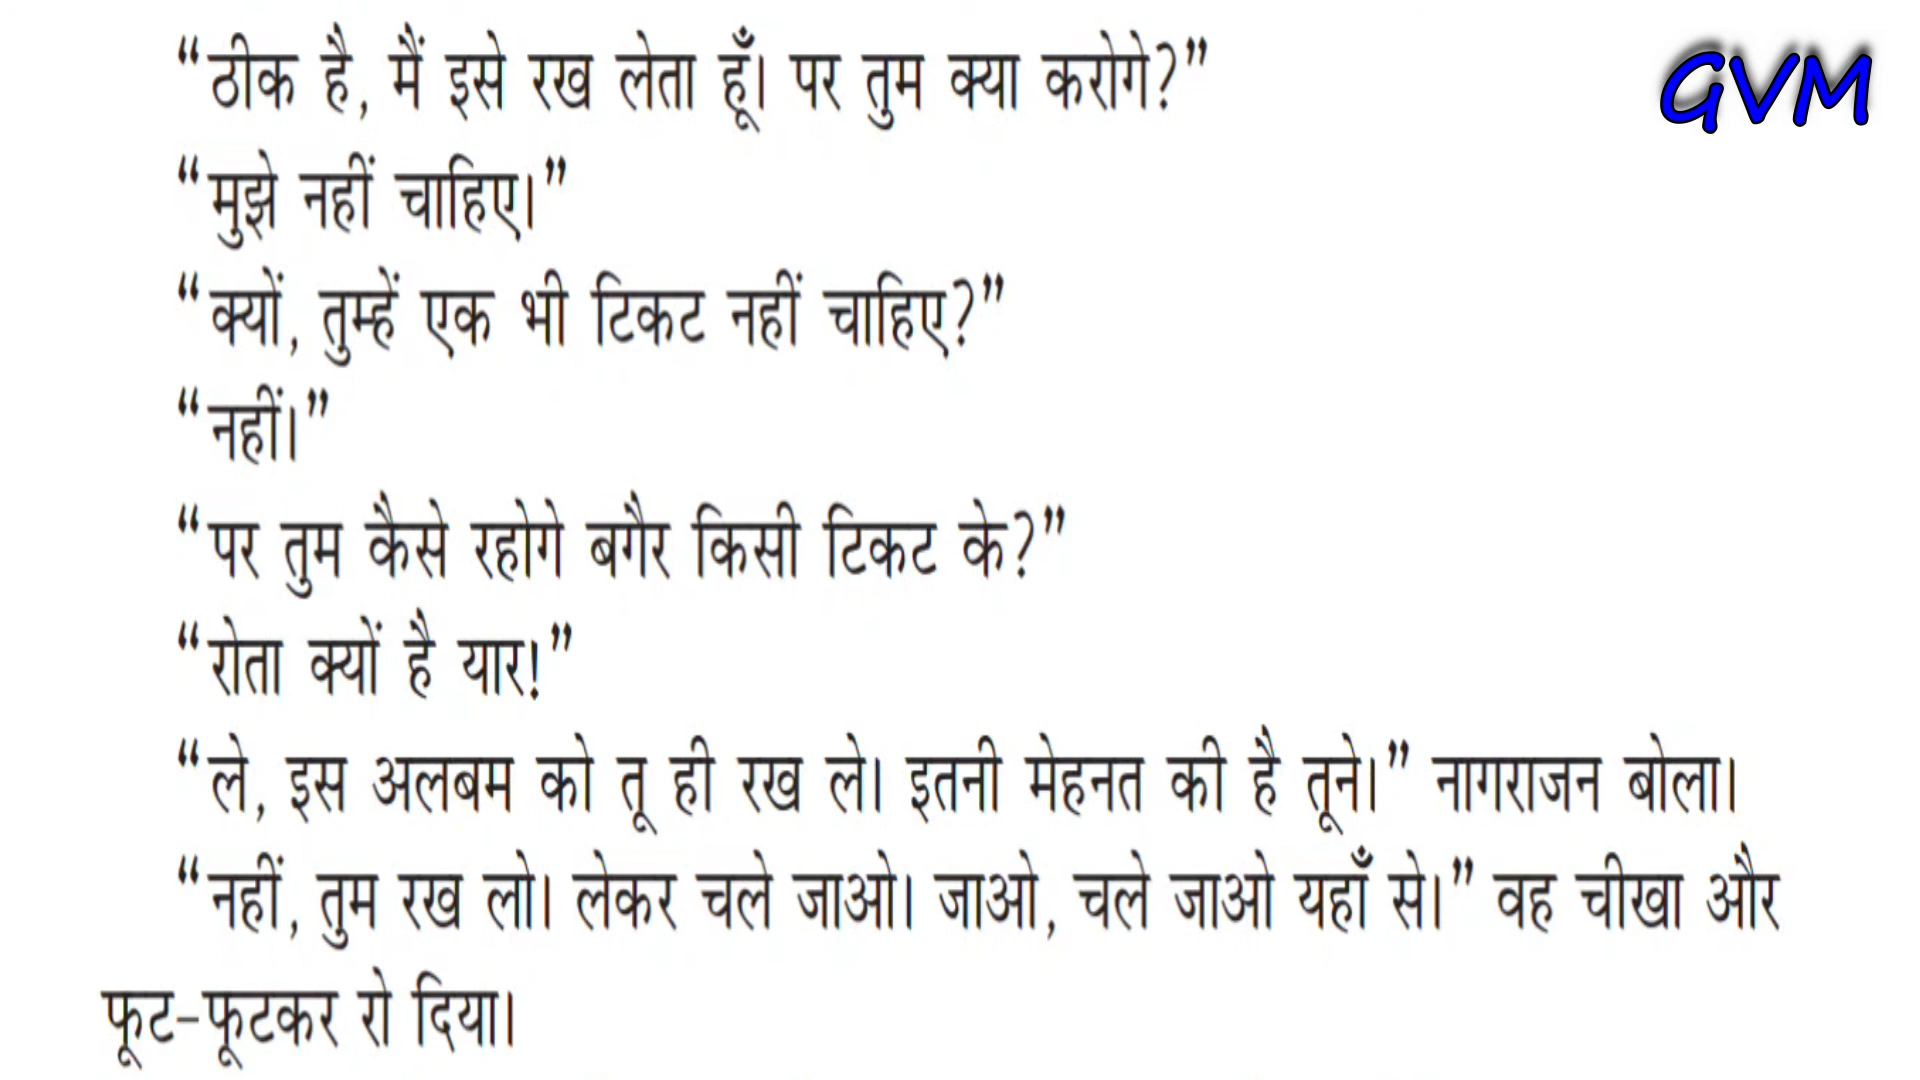 “ठीक है, मैं इसे रख लेता हूँ। पर तुम क्या करोगे?”
GVM
“मुझे नहीं चाहिए।”
“क्यों, तुम्हें एक भी टिकट नहीं चाहिए?”
“नहीं।”
“पर तुम कैसे रहोगे बगैर किसी टिकट के?”
“रोता क्यों है यार!”
“ले, इस अलबम को तू ही रख ले। इतनी मेहनत की है तूने।” नागराजन बोला।
“नहीं, तुम रख लो। लेकर चले जाओ। जाओ, चले जाओ यहाँ से।” वह चीखा और
फूट-फूटकर रो दिया।